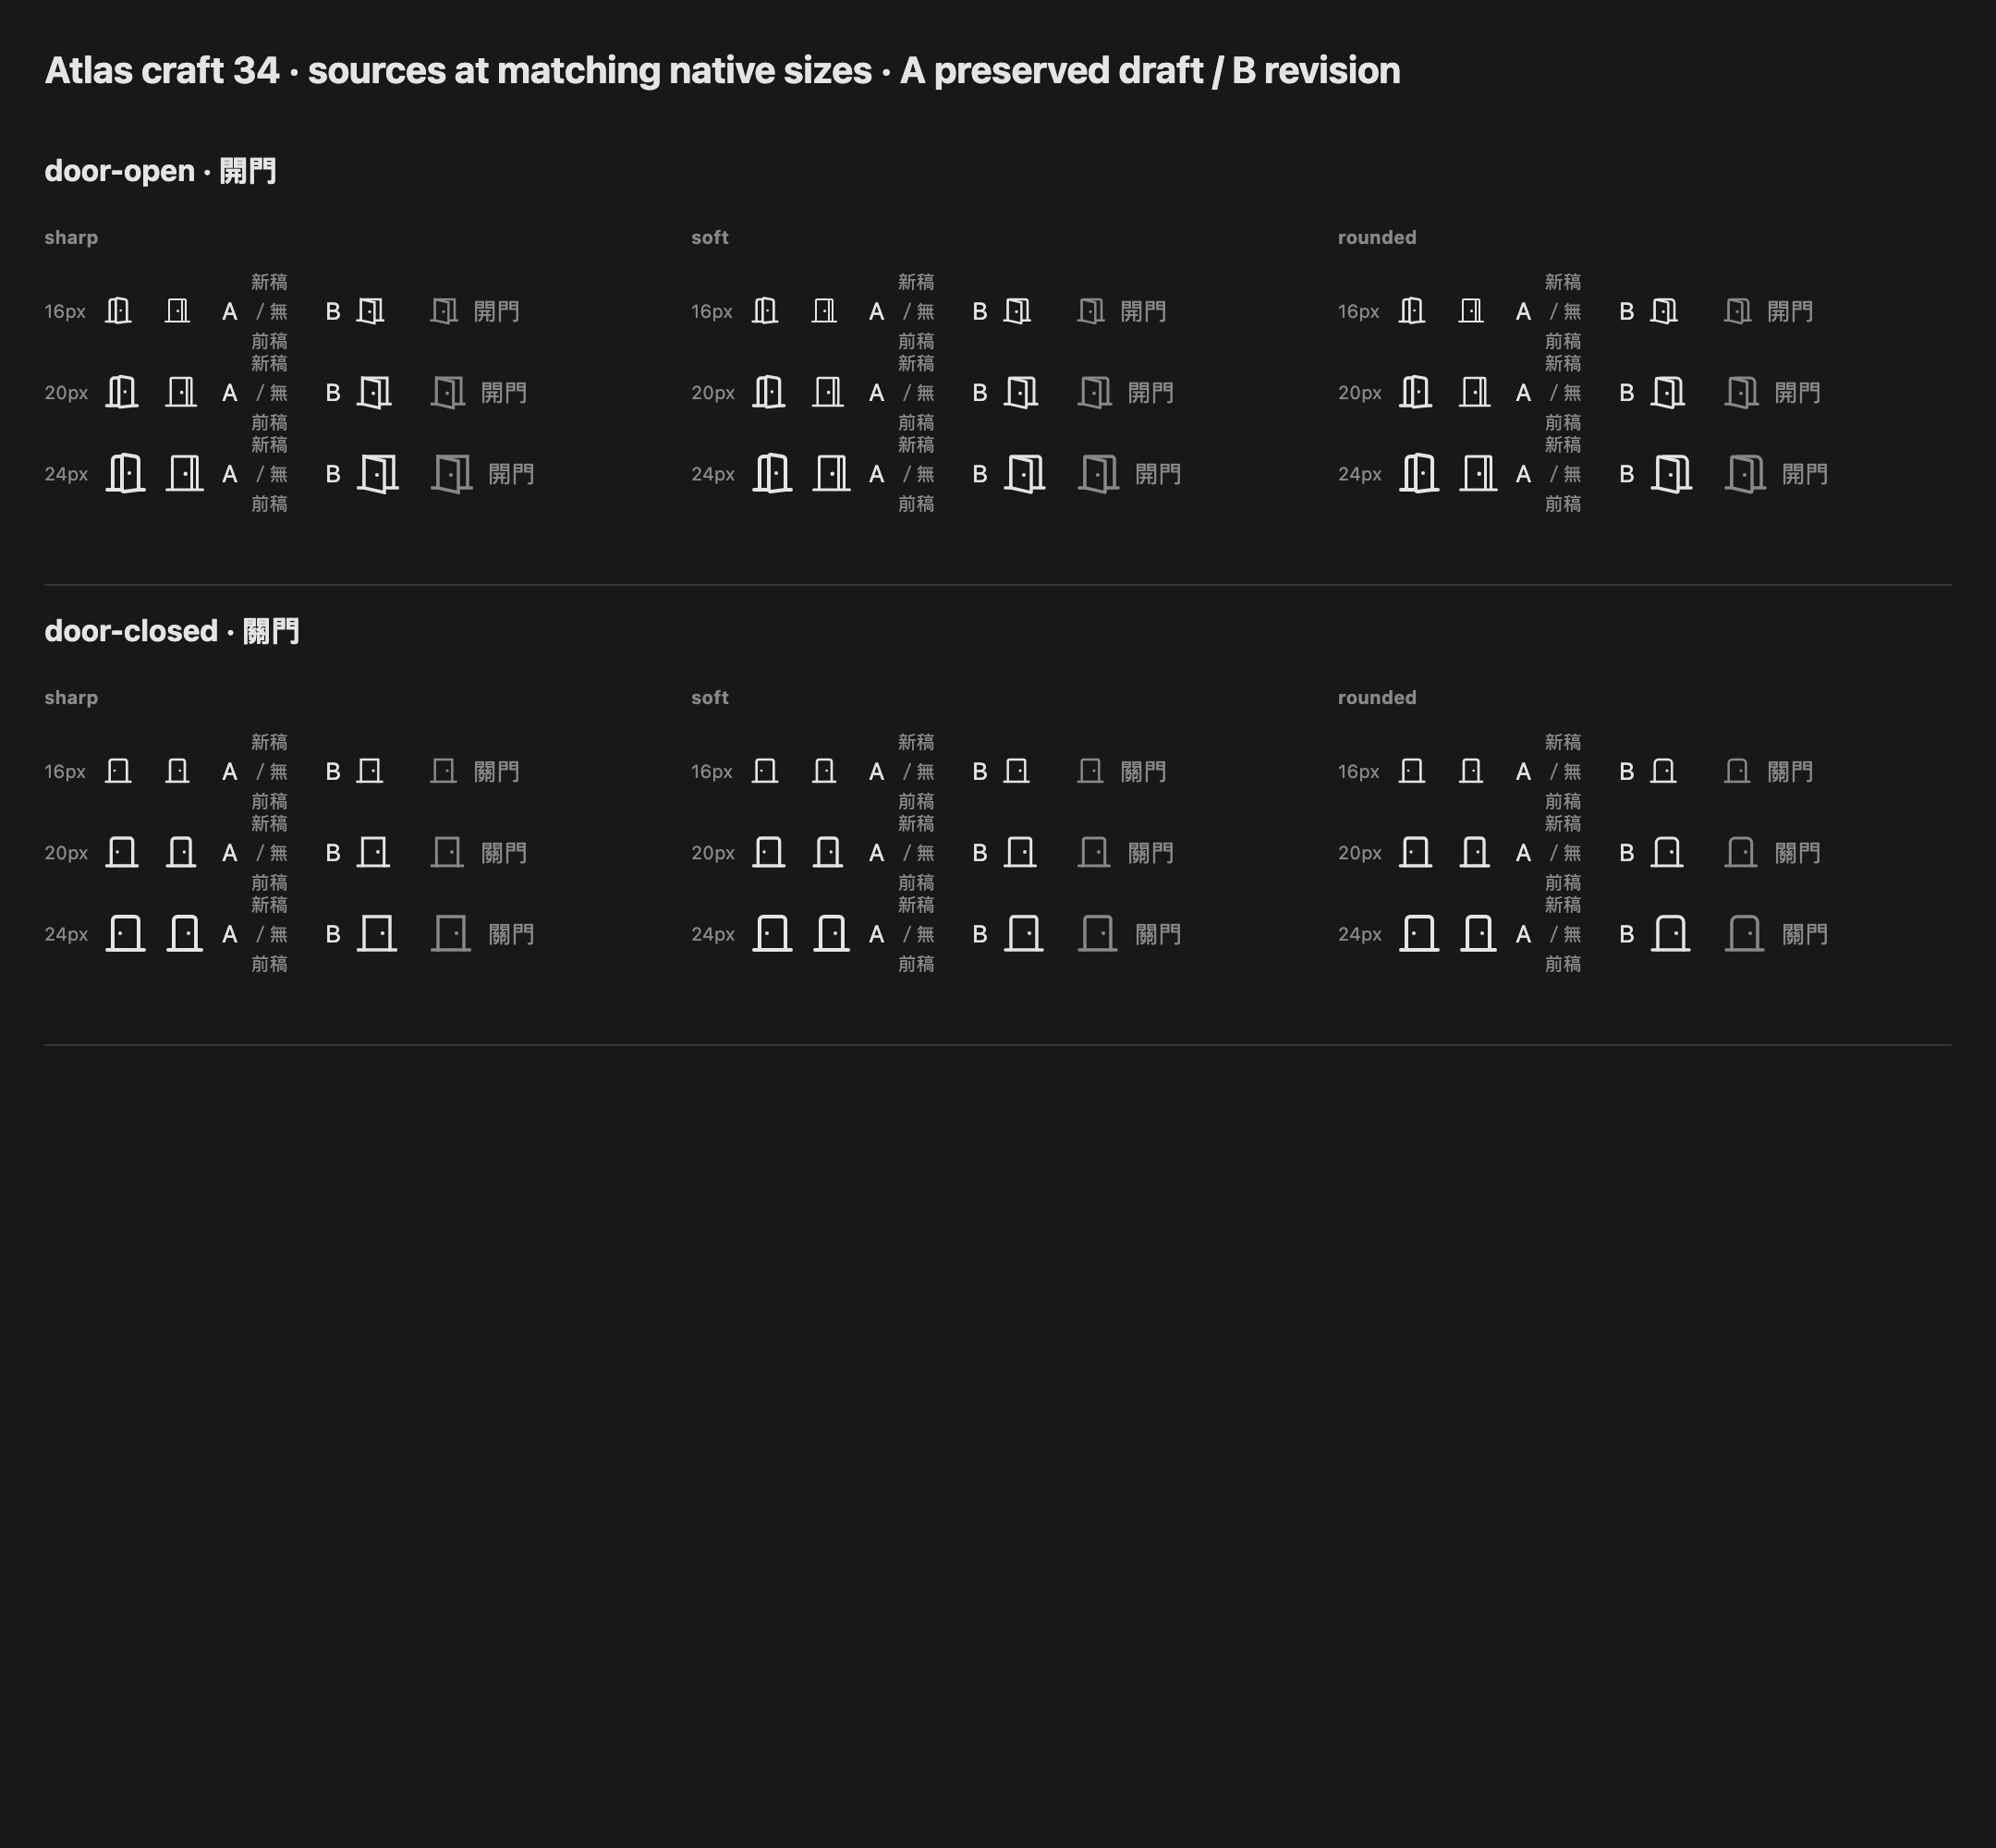 Atlas craft 34 · sources at matching native sizes · A preserved draft / B revision
door-open · 開門
sharp
16px A 新稿 / 無前稿 B 開門
20px A 新稿 / 無前稿 B 開門
24px A 新稿 / 無前稿 B 開門
soft
16px A 新稿 / 無前稿 B 開門
20px A 新稿 / 無前稿 B 開門
24px A 新稿 / 無前稿 B 開門
rounded
16px A 新稿 / 無前稿 B 開門
20px A 新稿 / 無前稿 B 開門
24px A 新稿 / 無前稿 B 開門
door-closed · 關門
sharp
16px A 新稿 / 無前稿 B 關門
20px A 新稿 / 無前稿 B 關門
24px A 新稿 / 無前稿 B 關門
soft
16px A 新稿 / 無前稿 B 關門
20px A 新稿 / 無前稿 B 關門
24px A 新稿 / 無前稿 B 關門
rounded
16px A 新稿 / 無前稿 B 關門
20px A 新稿 / 無前稿 B 關門
24px A 新稿 / 無前稿 B 關門